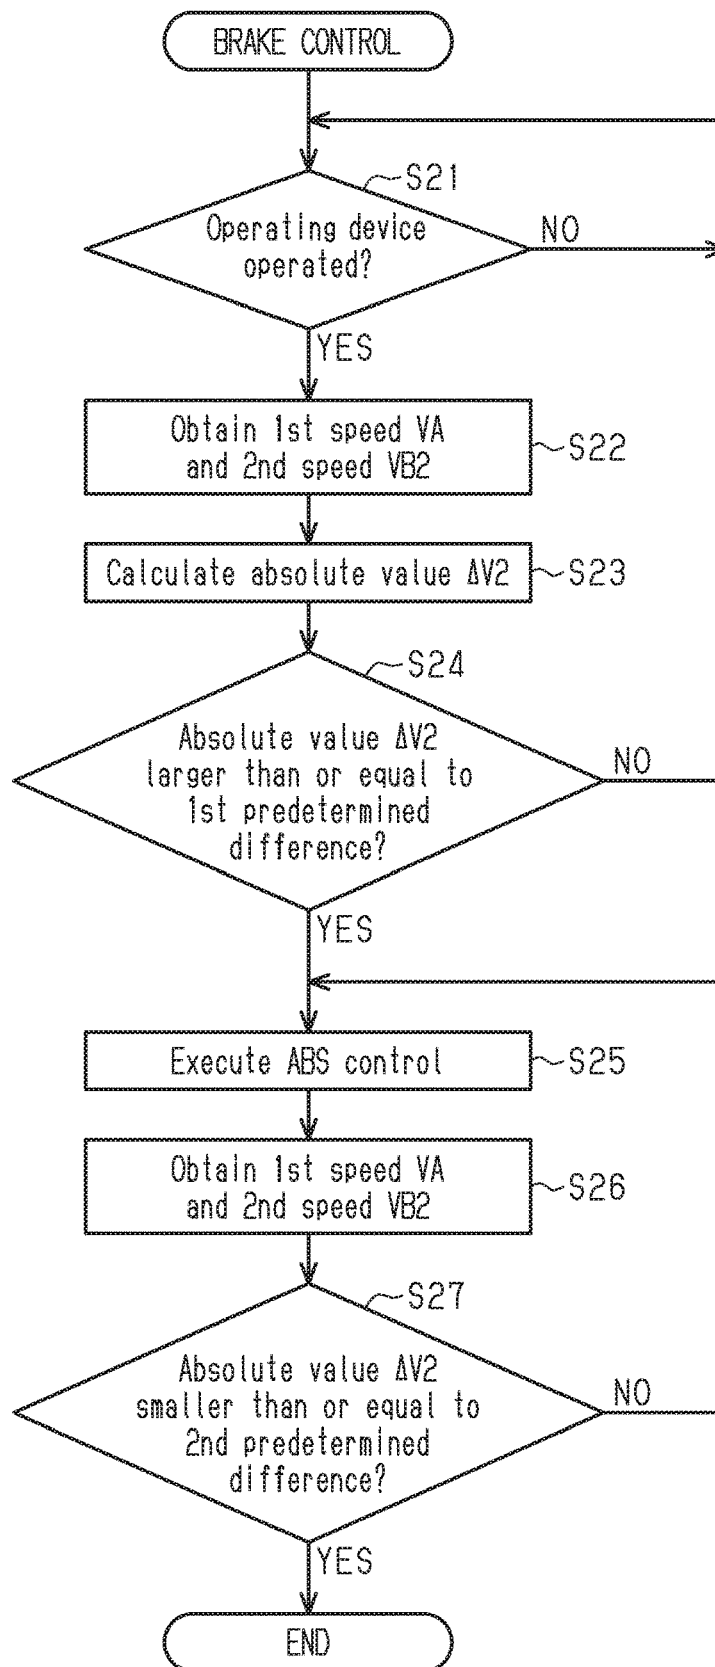 BRAKE CONTROL
S21
Operating device
operated?
NO
YES
Obtain 1st speed VA
and 2nd speed VB2
S22
Calculate absolute value ΔV2
S23
S24
Absolute value ΔV2
larger than or equal to
1st predetermined
difference?
NO
YES
Execute ABS control
S25
Obtain 1st speed VA
and 2nd speed VB2
S26
S27
Absolute value ΔV2
smaller than or equal to
2nd predetermined
difference?
NO
YES
END